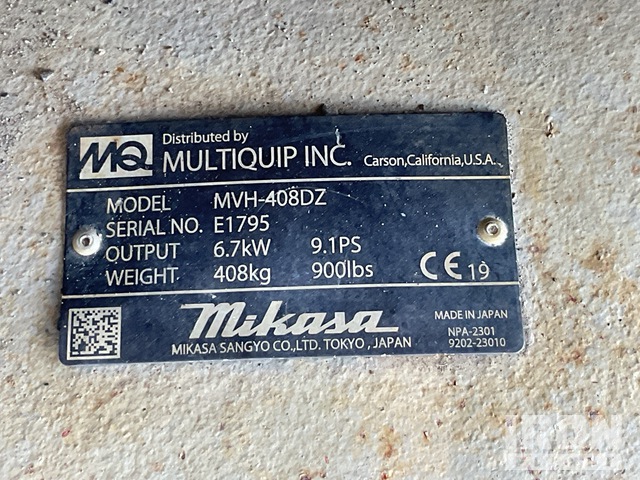 MQ Distributed by
MULTIQUIP INC. Carson,California,U.S.A.
MODEL MVH-408DZ
SERIAL NO. E1795
OUTPUT 6.7kW 9.1PS
WEIGHT 408kg 900lbs
CE 19
Mikasa
MIKASA SANGYO CO.,LTD. TOKYO , JAPAN
MADE IN JAPAN
NPA-2301
9202-23010